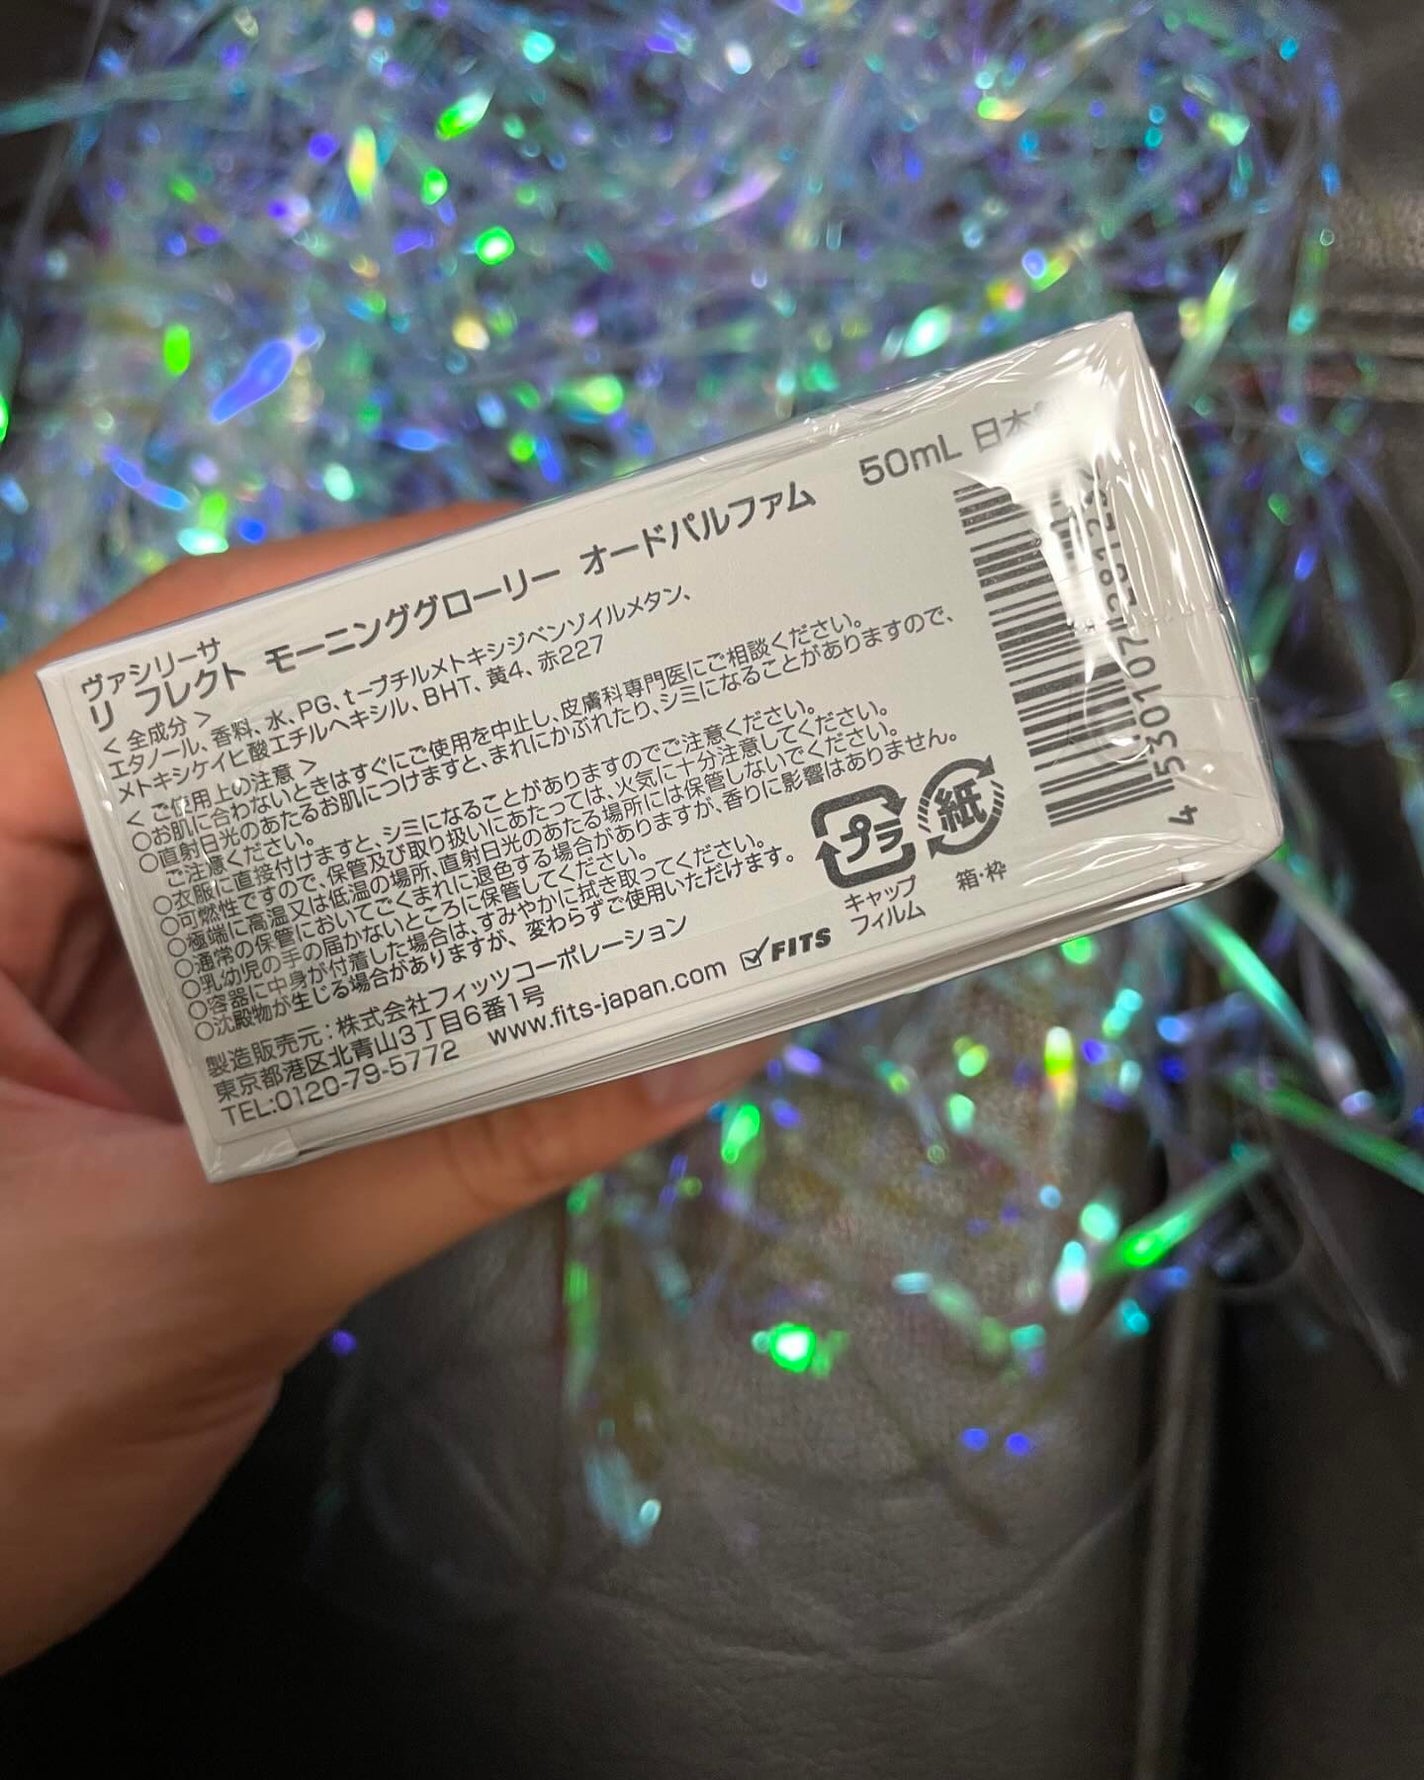 ヴァシリーサ
リ フレクト モーニンググローリー オードパルファム 50mL 日本
< 全成分 >
エタノール、香料、水、PG、t-ブチルメトキシジベンゾイルメタン、
メトキシケイヒ酸エチルヘキシル、BHT、黄4、赤227
< ご使用上の注意 >
○お肌に合わないときはすぐにご使用を中止し、皮膚科専門医にご相談ください。
○直射日光のあたるお肌につけますと、まれにかぶれたり、シミになることがありますので、
ご注意ください。
○衣服に直接付けますと、シミになることがありますのでご注意ください。
○可燃性ですので、保管及び取り扱いにあたっては、火気に十分注意してください。
○極端に高温又は低温の場所、直射日光のあたる場所には保管しないでください。
○通常の保管においてごくまれに退色する場合がありますが、香りに影響はありません。
○乳幼児の手の届かないところに保管してください。
○容器に中身が付着した場合は、すみやかに拭き取ってください。
○沈殿物が生じる場合がありますが、変わらずご使用いただけます。
製造販売元:株式会社フィッツコーポレーション
東京都港区北青山3丁目6番1号
TEL:0120-79-5772 www.fits-japan.com FITS
プラ
キャップ
フィルム
紙
箱・枠
4